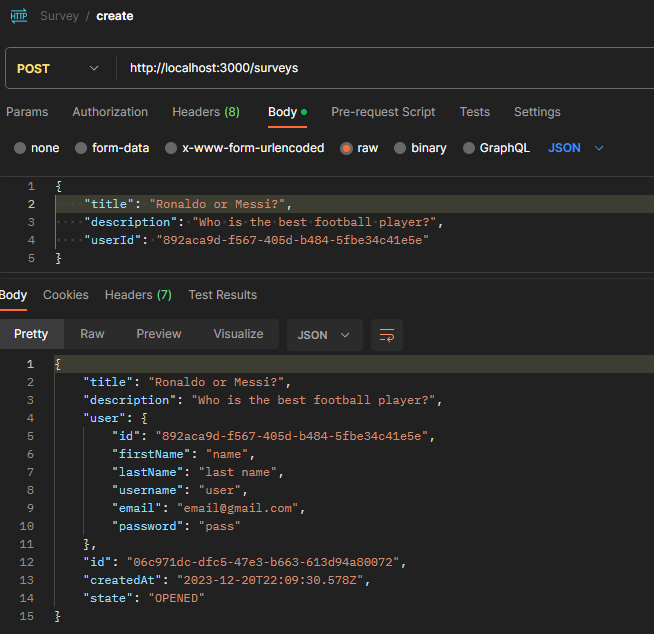 HTTP Survey / create
POST http://localhost:3000/surveys
Params Authorization Headers (8) Body Pre-request Script Tests Settings
none form-data x-www-form-urlencoded raw binary GraphQL JSON
1 {
2 "title": "Ronaldo or Messi?",
3 "description": "Who is the best football player?",
4 "userId": "892aca9d-f567-405d-b484-5fbe34c41e5e"
5 }
Body Cookies Headers (7) Test Results
Pretty Raw Preview Visualize JSON
1 {
2 "title": "Ronaldo or Messi?",
3 "description": "Who is the best football player?",
4 "user": {
5 "id": "892aca9d-f567-405d-b484-5fbe34c41e5e",
6 "firstName": "name",
7 "lastName": "last name",
8 "username": "user",
9 "email": "email@gmail.com",
10 "password": "pass"
11 },
12 "id": "06c971dc-dfc5-47e3-b663-613d94a80072",
13 "createdAt": "2023-12-20T22:09:30.578Z",
14 "state": "OPENED"
15 }